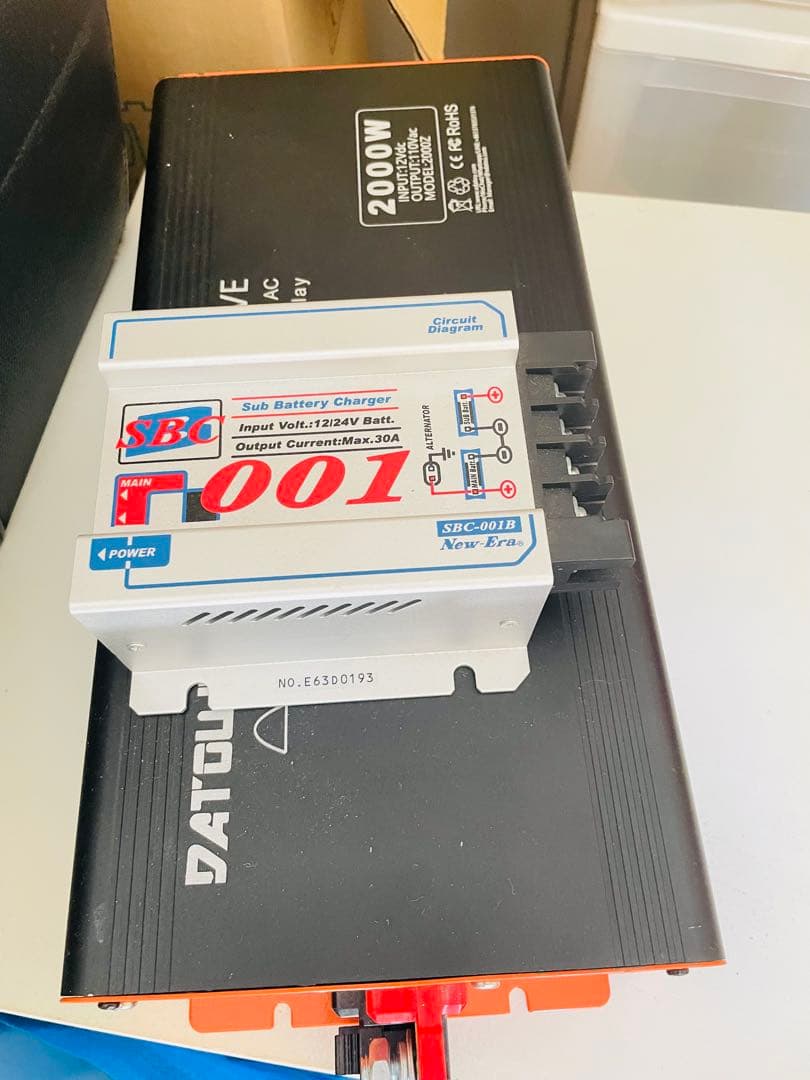 2000W
INPUT:12Vdc
OUTPUT:110Vac
MODEL:2000Z
CE FC RoHS
VE
AC
lay
Circuit
Diagram
SBC
Sub Battery Charger
Input Volt.:12/24V Batt.
Output Current:Max.30A
001
MAIN
ALTERNATOR
SUB Batt.
MAIN Batt.
POWER
SBC-001B
New-Era®
NO.E63D0193
DATOU